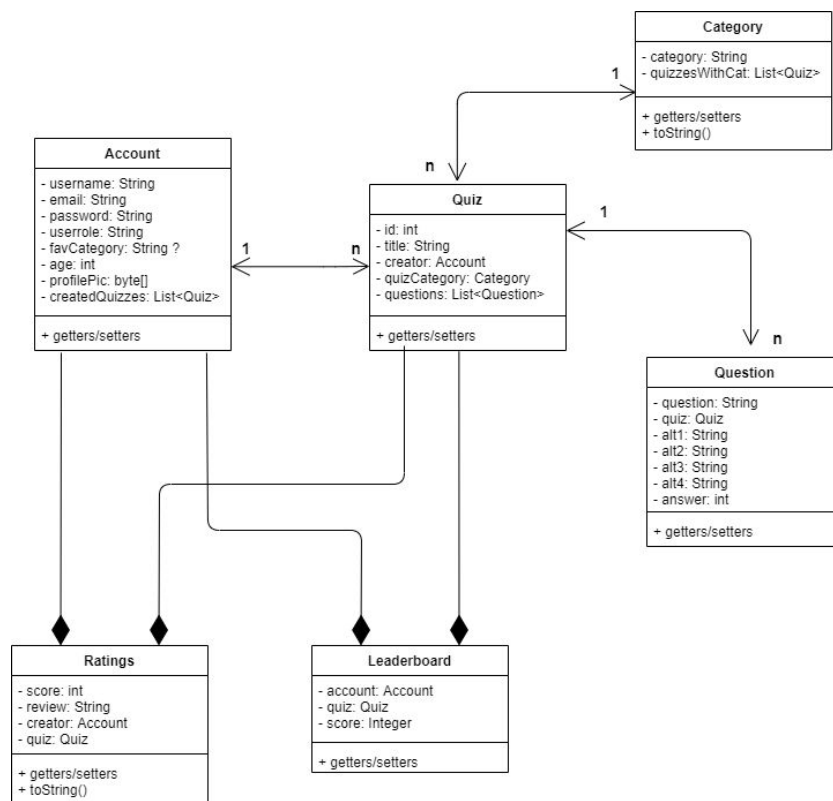 Category
- category: String
- quizzesWithCat: List<Quiz>
+ getters/setters
+ toString()
1
n
Account
- username: String
- email: String
- password: String
- userrole: String
- favCategory: String ?
- age: int
- profilePic: byte[]
- createdQuizzes: List<Quiz>
+ getters/setters
1
n
Quiz
- id: int
- title: String
- creator: Account
- quizCategory: Category
- questions: List<Question>
+ getters/setters
1
n
Question
- question: String
- quiz: Quiz
- alt1: String
- alt2: String
- alt3: String
- alt4: String
- answer: int
+ getters/setters
Ratings
- score: int
- review: String
- creator: Account
- quiz: Quiz
+ getters/setters
+ toString()
Leaderboard
- account: Account
- quiz: Quiz
- score: Integer
+ getters/setters